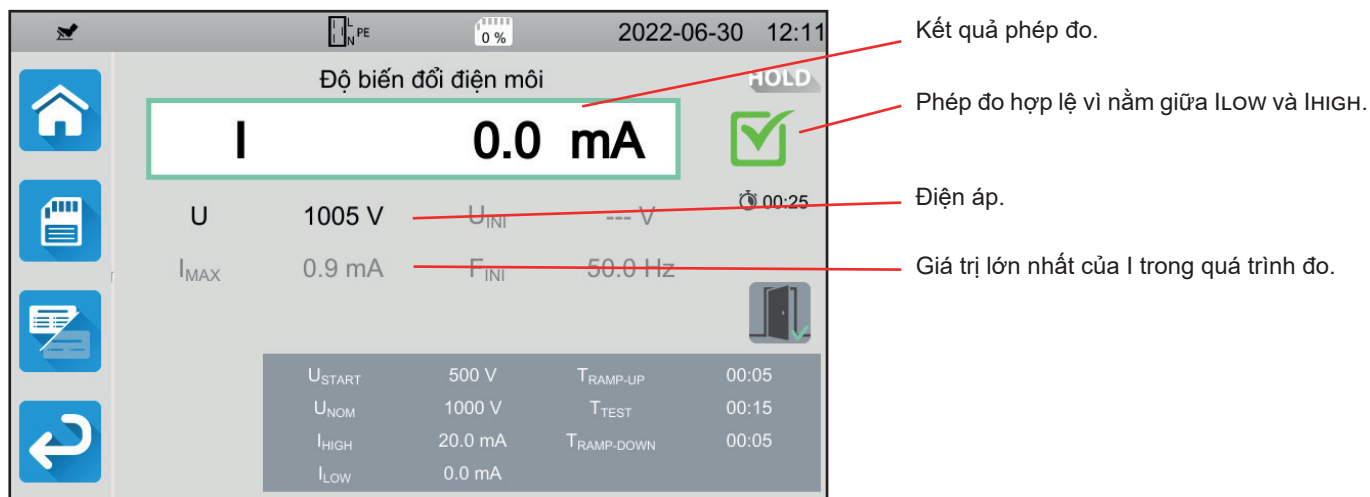 L
N PE
0 %
2022-06-30 12:11
Độ biến đổi điện môi
HOLD
I 0.0 mA
U 1005 V UINI --- V 00:25
IMAX 0.9 mA FINI 50.0 Hz
USTART 500 V TRAMP-UP 00:05
UNOM 1000 V TTEST 00:15
IHIGH 20.0 mA TRAMP-DOWN 00:05
ILOW 0.0 mA
Kết quả phép đo.
Phép đo hợp lệ vì nằm giữa ILOW và IHIGH.
Điện áp.
Giá trị lớn nhất của I trong quá trình đo.